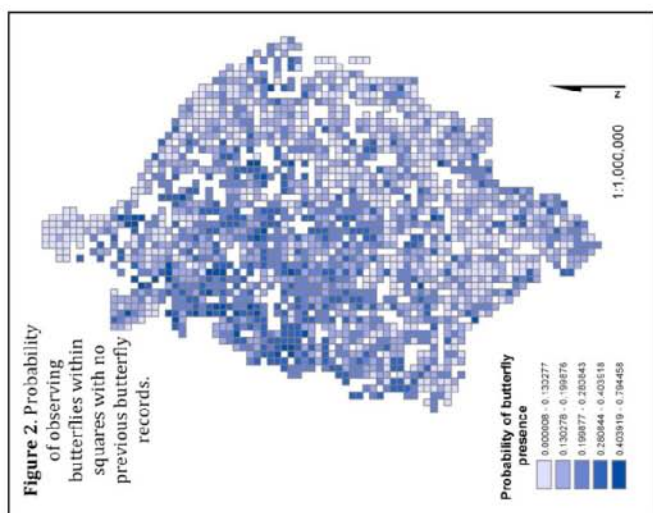 Figure 2. Probability
of observing
butterflies within
squares with no
previous butterfly
records.
Probability of butterfly
presence
0.000008 - 0.130277
0.130278 - 0.199876
0.199877 - 0.280843
0.280844 - 0.403918
0.403919 - 0.794458
1:1,000,000
N